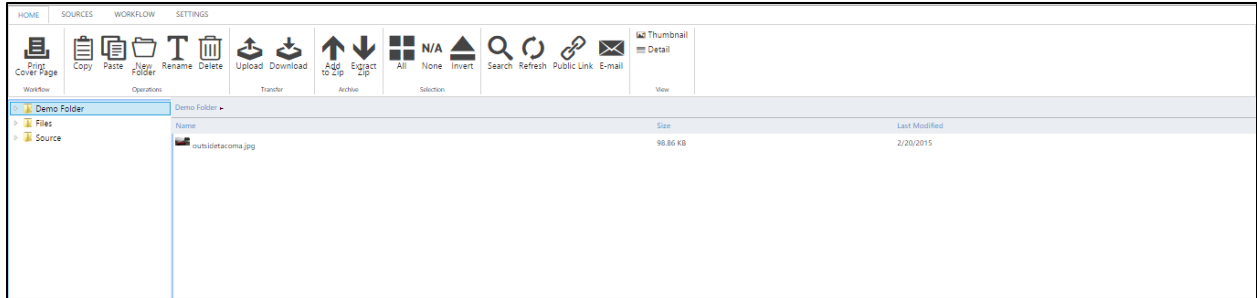 HOME SOURCES WORKFLOW SETTINGS
Print Cover Page Copy Paste New Folder Rename Delete Upload Download Add to Zip Extract Zip All N/A None Invert Search Refresh Public Link E-mail Thumbnail
Detail
Workflow Operations Transfer Archive Selection View
Demo Folder
Files
Source
Demo Folder
Name Size Last Modified
outsidetacoma.jpg 98.86 KB 2/20/2015